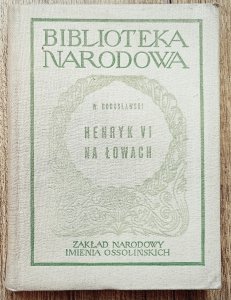 BIBLIOTEKA
NARODOWA
W. BOGUSŁAWSKI
HENRYK VI
NA ŁOWACH
ZAKŁAD NARODOWY
IMIENIA OSSOLIŃSKICH